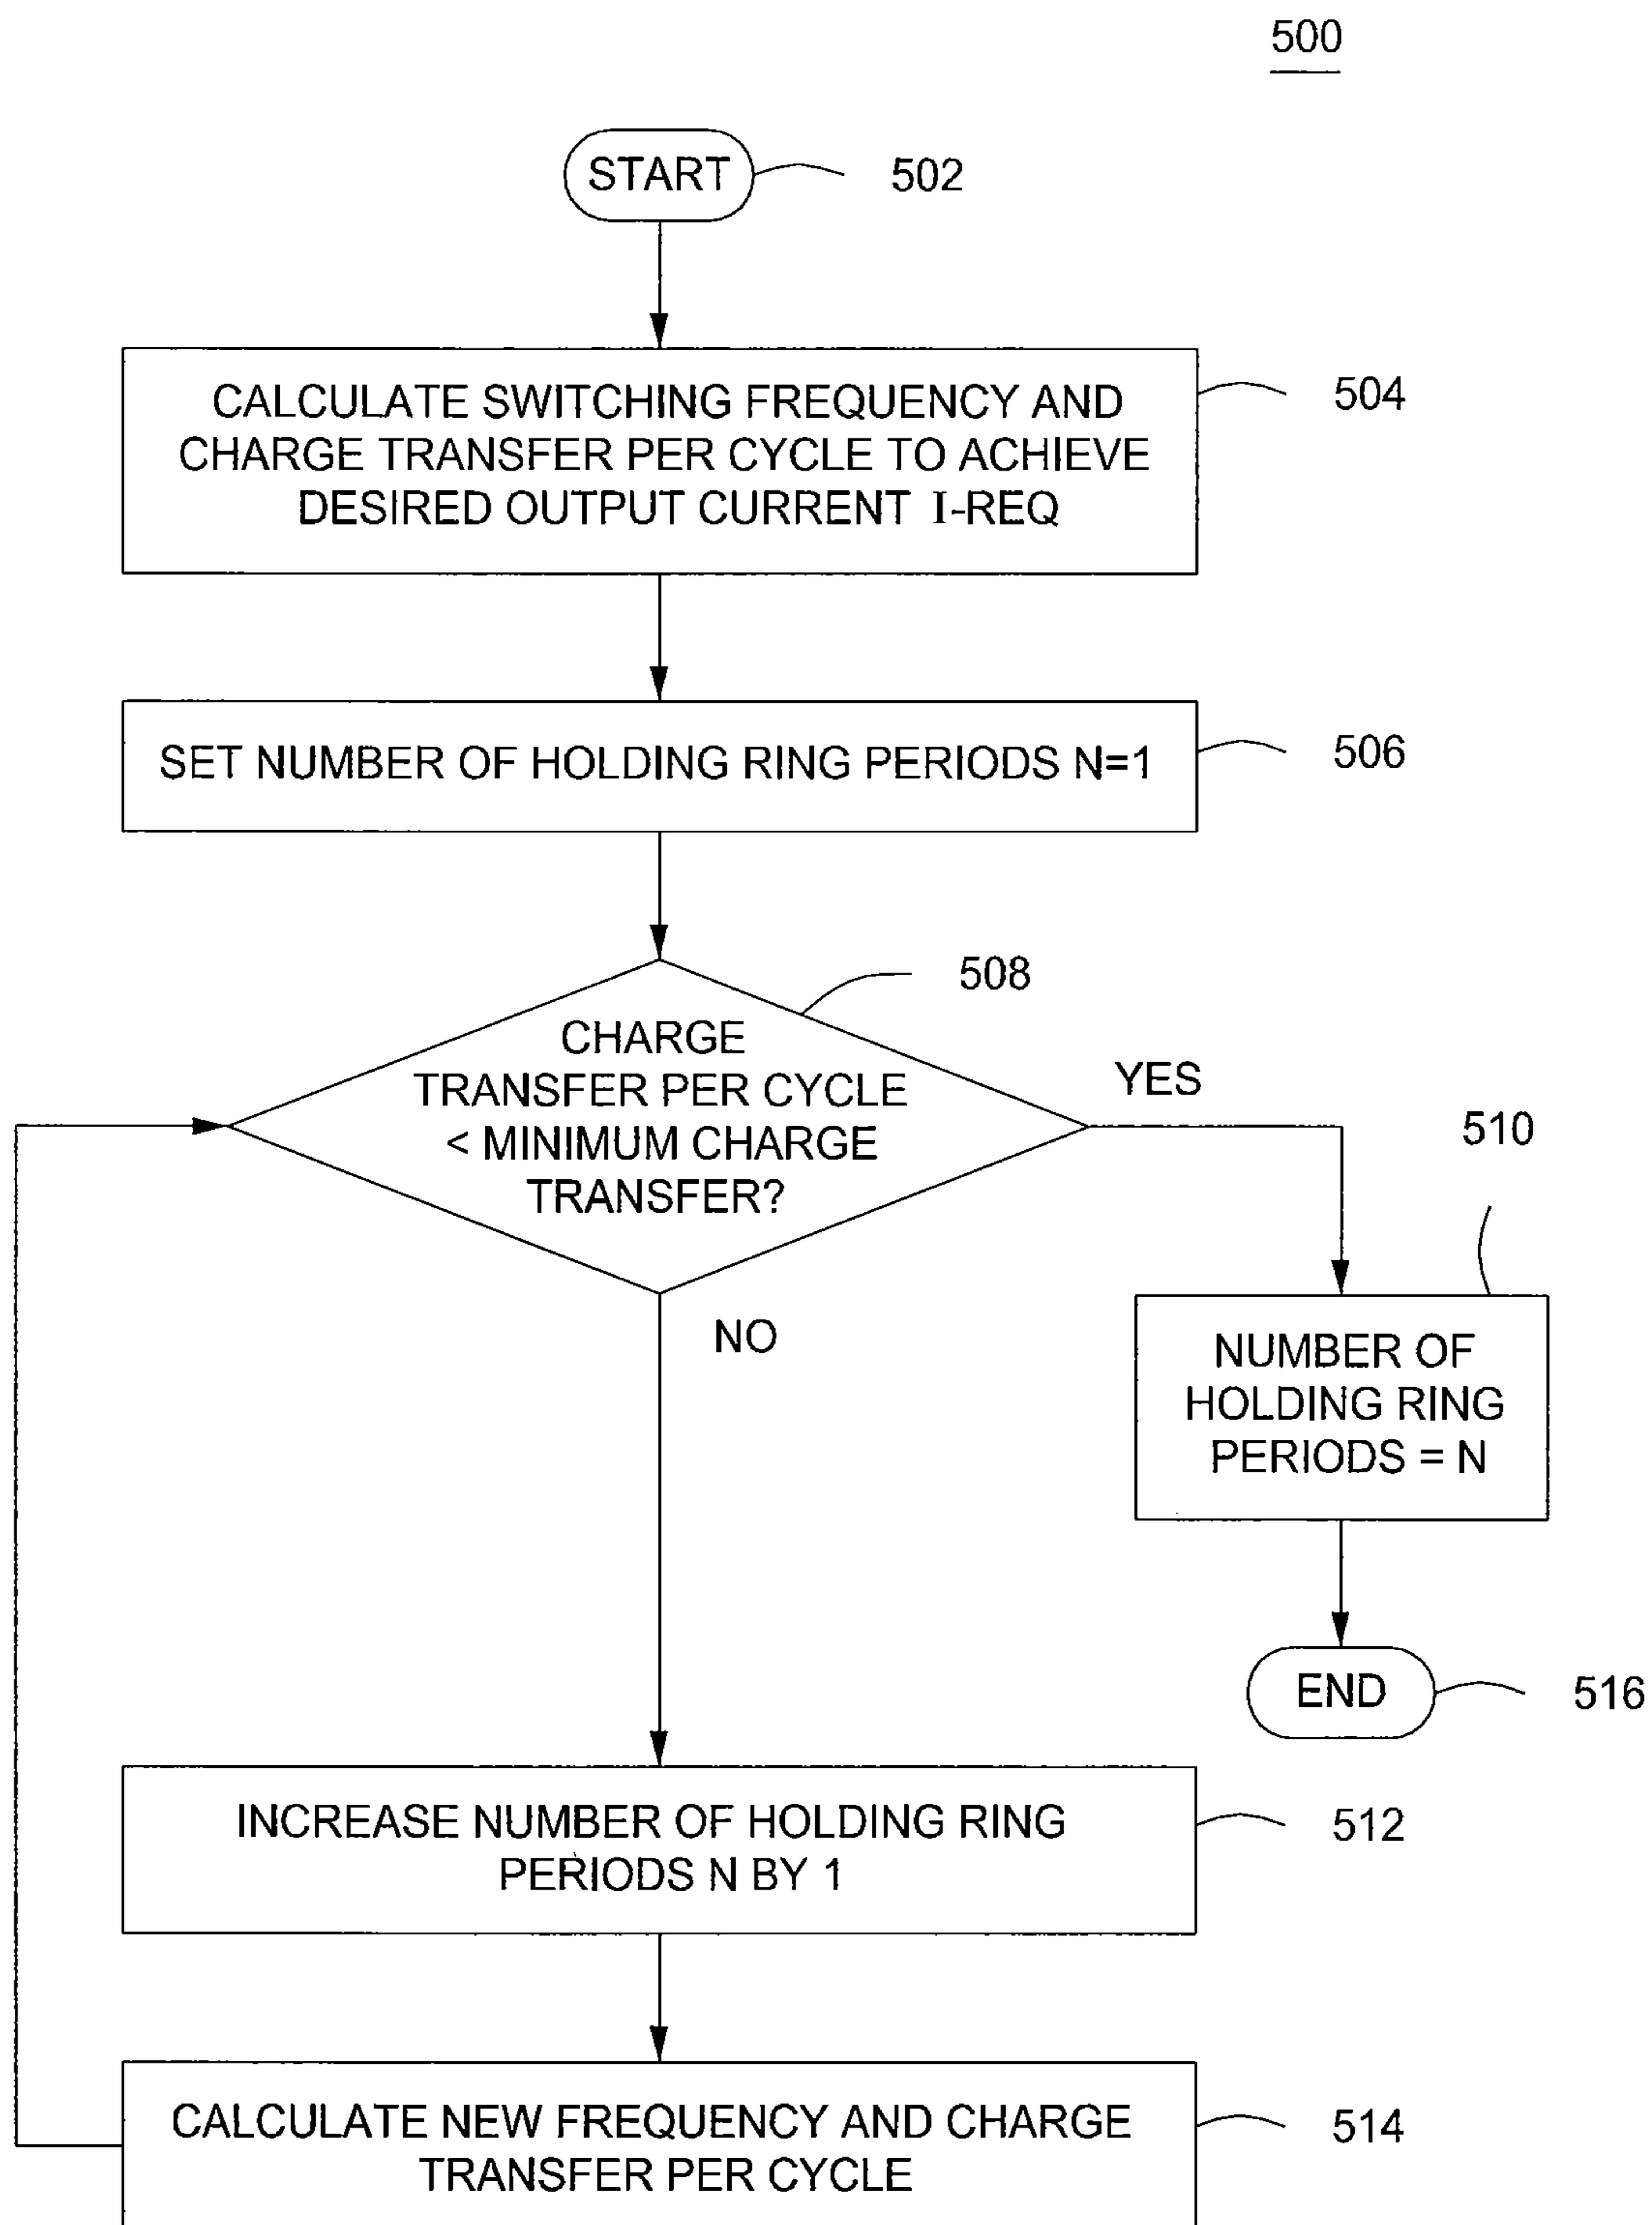 500
START
502
CALCULATE SWITCHING FREQUENCY AND
CHARGE TRANSFER PER CYCLE TO ACHIEVE
DESIRED OUTPUT CURRENT I-REQ
504
SET NUMBER OF HOLDING RING PERIODS N=1
506
508
CHARGE
TRANSFER PER CYCLE
< MINIMUM CHARGE
TRANSFER?
YES
510
NO
NUMBER OF
HOLDING RING
PERIODS = N
END
516
INCREASE NUMBER OF HOLDING RING
PERIODS N BY 1
512
CALCULATE NEW FREQUENCY AND CHARGE
TRANSFER PER CYCLE
514